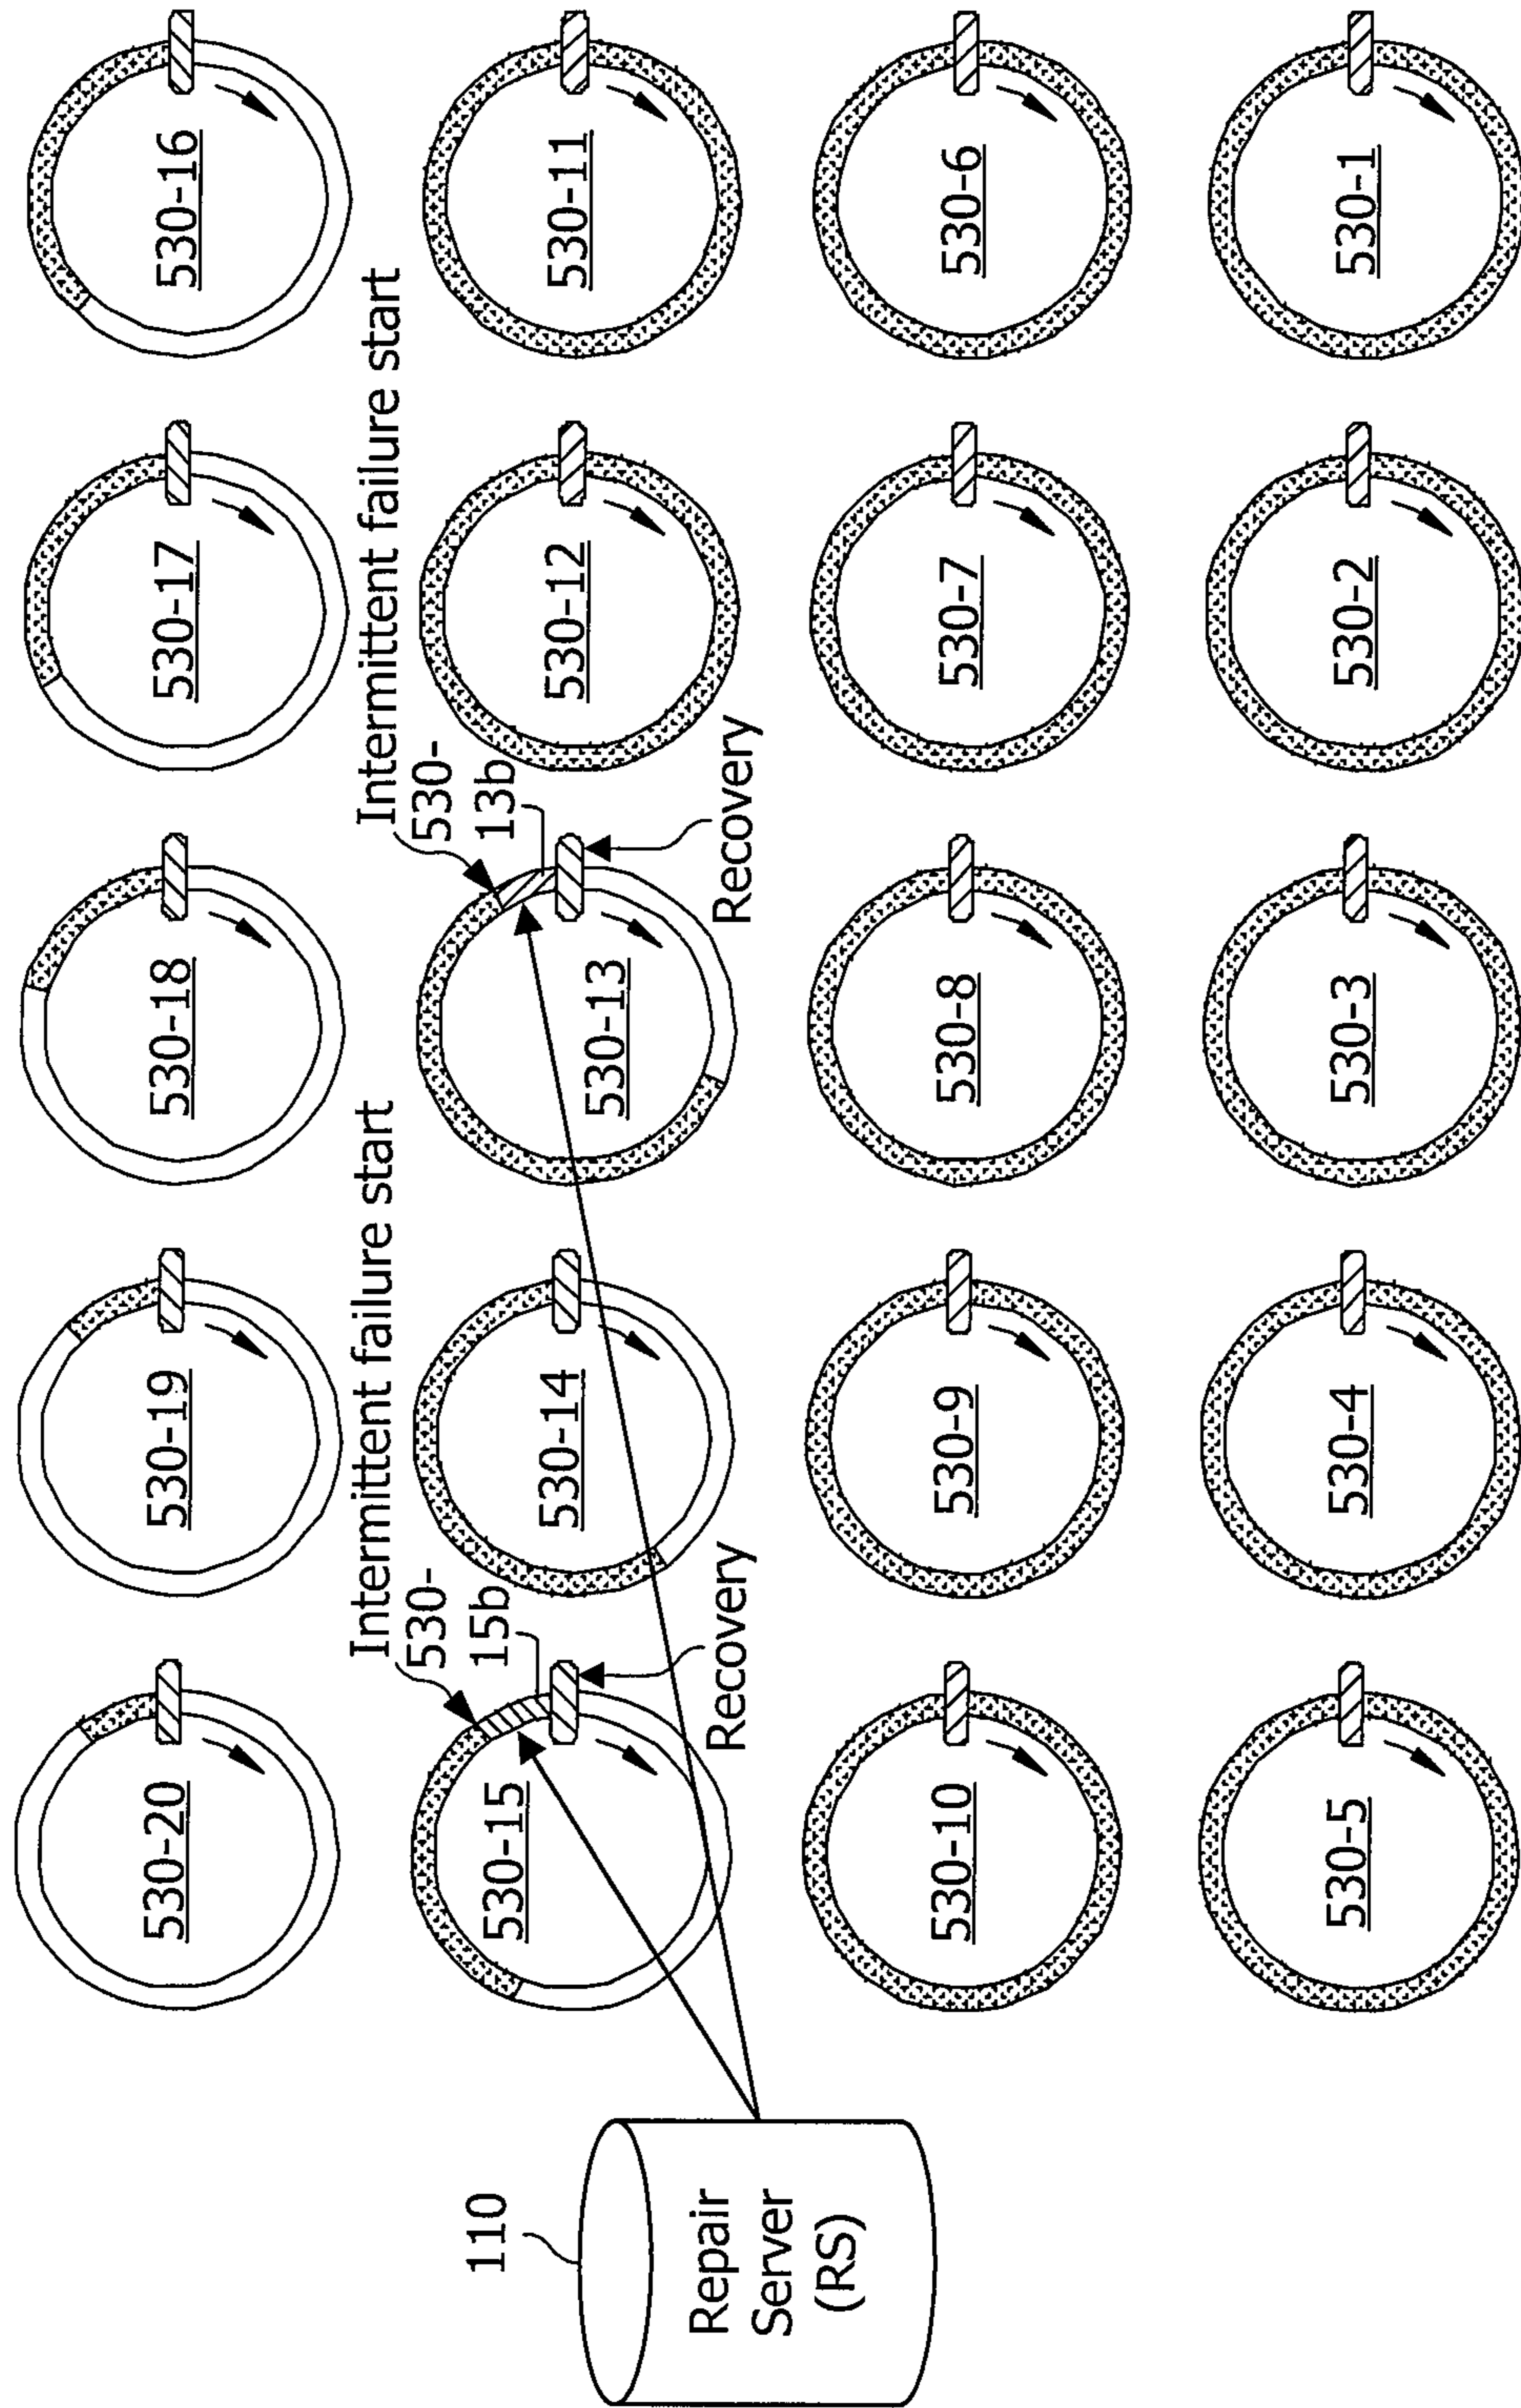 530-20
530-19
530-18
530-17
530-16
Intermittent failure start
Intermittent failure start
530-
15b
530-
13b
530-15
530-14
530-13
530-12
530-11
Recovery
Recovery
110
Repair
Server
(RS)
530-10
530-9
530-8
530-7
530-6
530-5
530-4
530-3
530-2
530-1